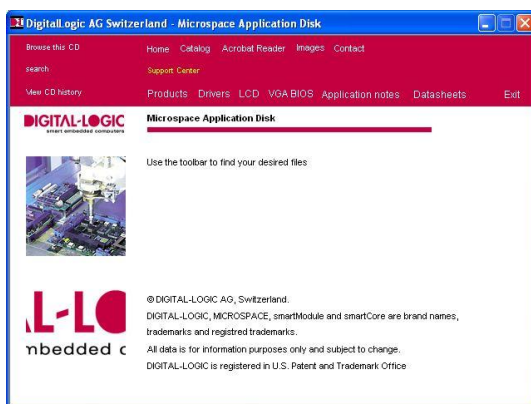 DigitalLogic AG Switzerland - Microspace Application Disk
Browse this CD
Home Catalog Acrobat Reader Images Contact
search
Support Center
View CD history
Products Drivers LCD VGA BIOS Application notes Datasheets Exit
DIGITAL-LOGIC
smart embedded computers
Microspace Application Disk
Use the toolbar to find your desired files
AL-LO
mbedded c
© DIGITAL-LOGIC AG, Switzerland.
DIGITAL-LOGIC, MICROSPACE, smartModule and smartCore are brand names,
trademarks and registred trademarks.
All data is for information purposes only and subject to change.
DIGITAL-LOGIC is registered in U.S. Patent and Trademark Office